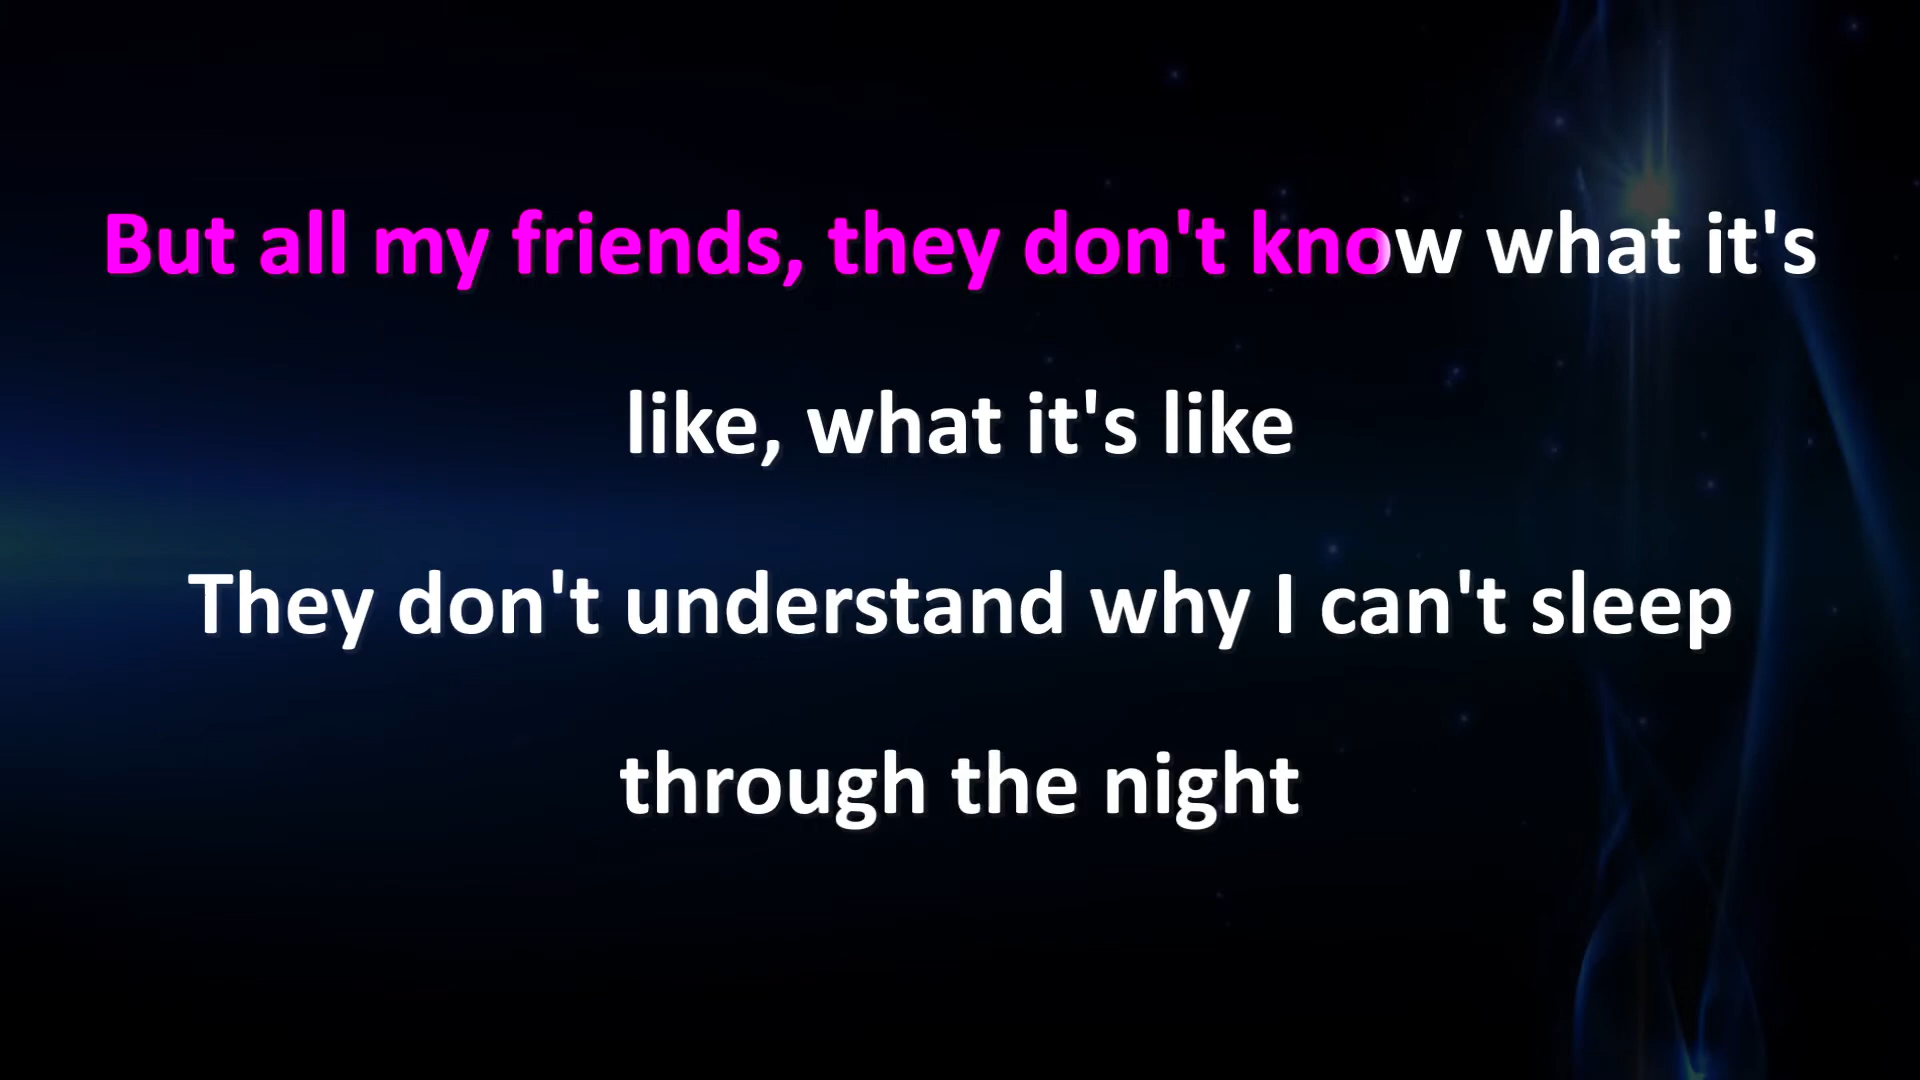 But all my friends, they don't know what it's
like, what it's like
They don't understand why I can't sleep
through the night